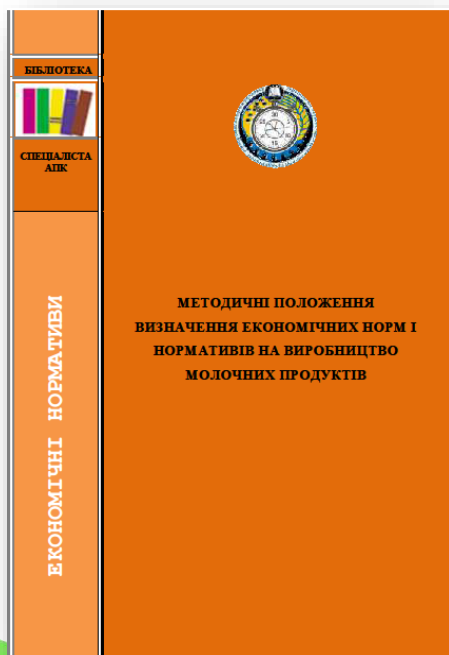 БІБЛІОТЕКА
СПЕЦІАЛІСТА
АПК
ЕКОНОМІЧНІ НОРМАТИВИ
МЕТОДИЧНІ ПОЛОЖЕННЯ
ВИЗНАЧЕННЯ ЕКОНОМІЧНИХ НОРМ І
НОРМАТИВІВ НА ВИРОБНИЦТВО
МОЛОЧНИХ ПРОДУКТІВ